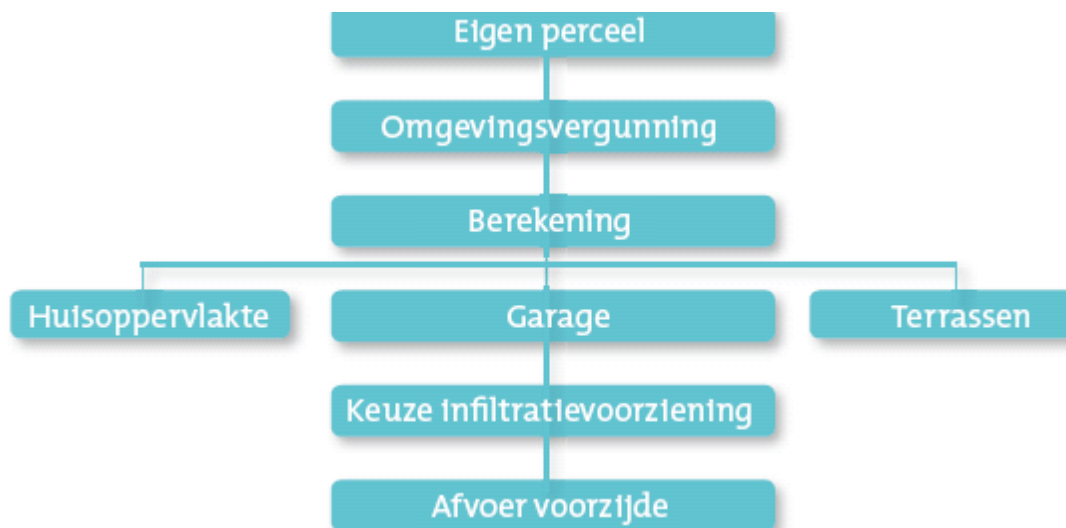 Eigen perceel
Omgevingsvergunning
Berekening
Huisoppervlakte
Garage
Terrassen
Keuze infiltratievoorziening
Afvoer voorzijde